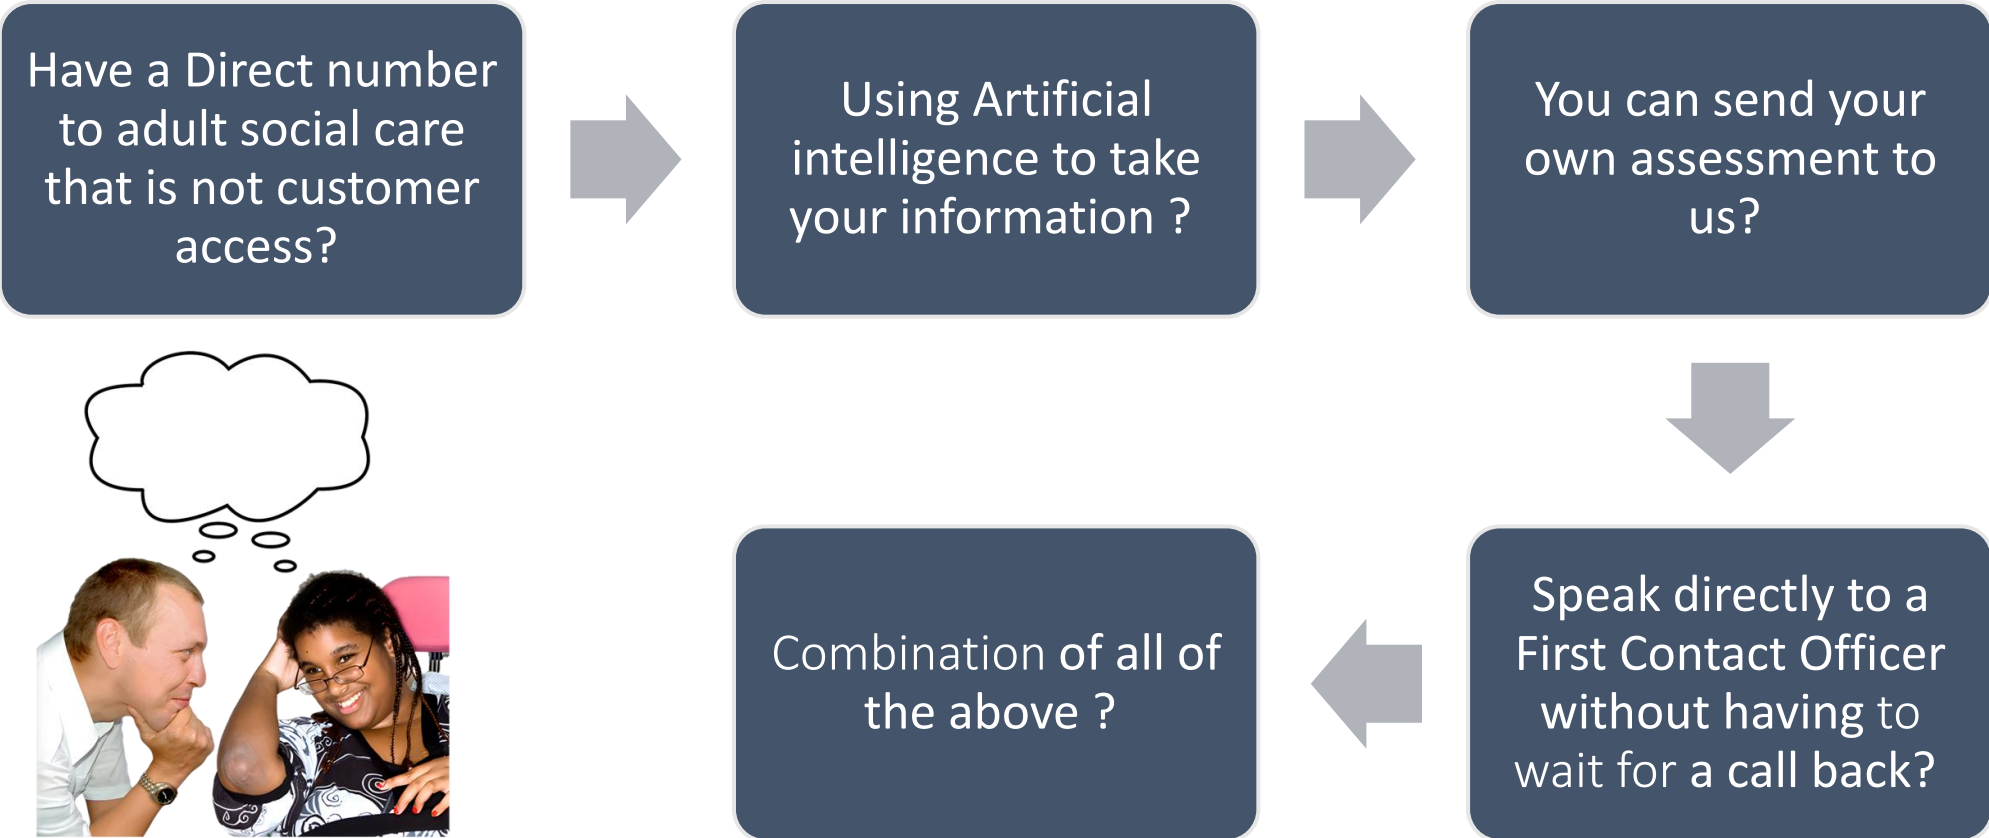 Have a Direct number
to adult social care
that is not customer
access?
Using Artificial
intelligence to take
your information ?
You can send your
own assessment to
us?
Speak directly to a
First Contact Officer
without having to
wait for a call back?
Combination of all of
the above ?